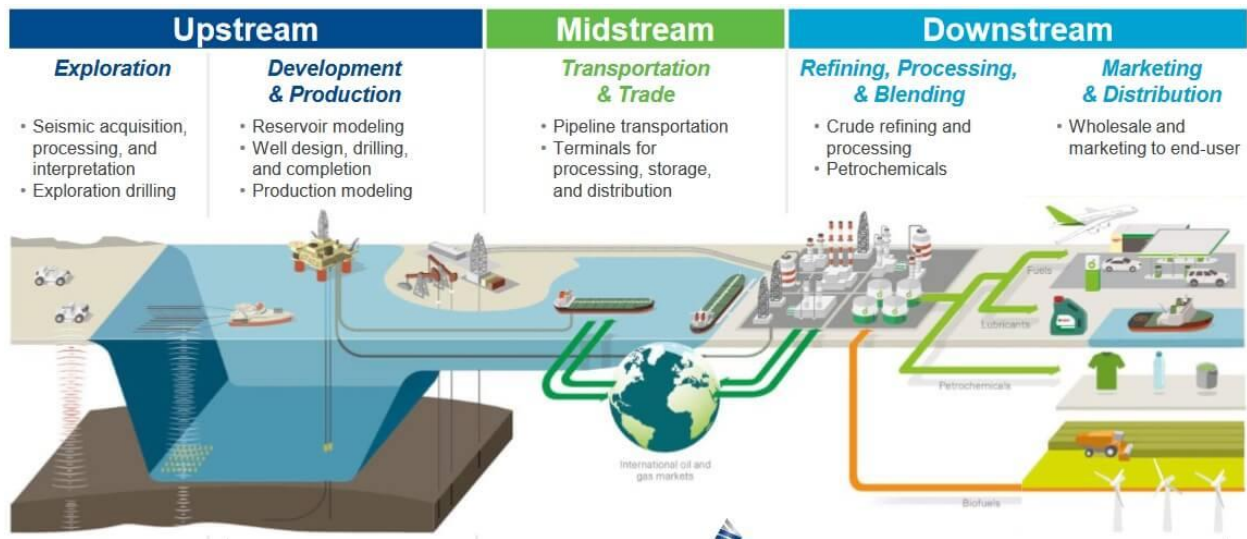 Upstream
Midstream
Downstream
Exploration
• Seismic acquisition,
processing, and
interpretation
• Exploration drilling
Development
& Production
• Reservoir modeling
• Well design, drilling,
and completion
• Production modeling
Transportation
& Trade
• Pipeline transportation
• Terminals for
processing, storage,
and distribution
Refining, Processing,
& Blending
• Crude refining and
processing
• Petrochemicals
Marketing
& Distribution
• Wholesale and
marketing to end-user
Fuels
Lubricants
Petrochemicals
International oil and
gas markets
Biofuels